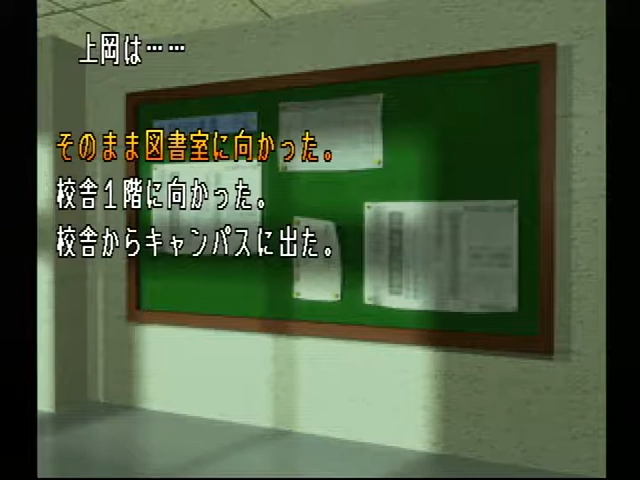 上岡は……
そのまま図書室に向かった。
校舎１階に向かった。
校舎からキャンパスに出た。